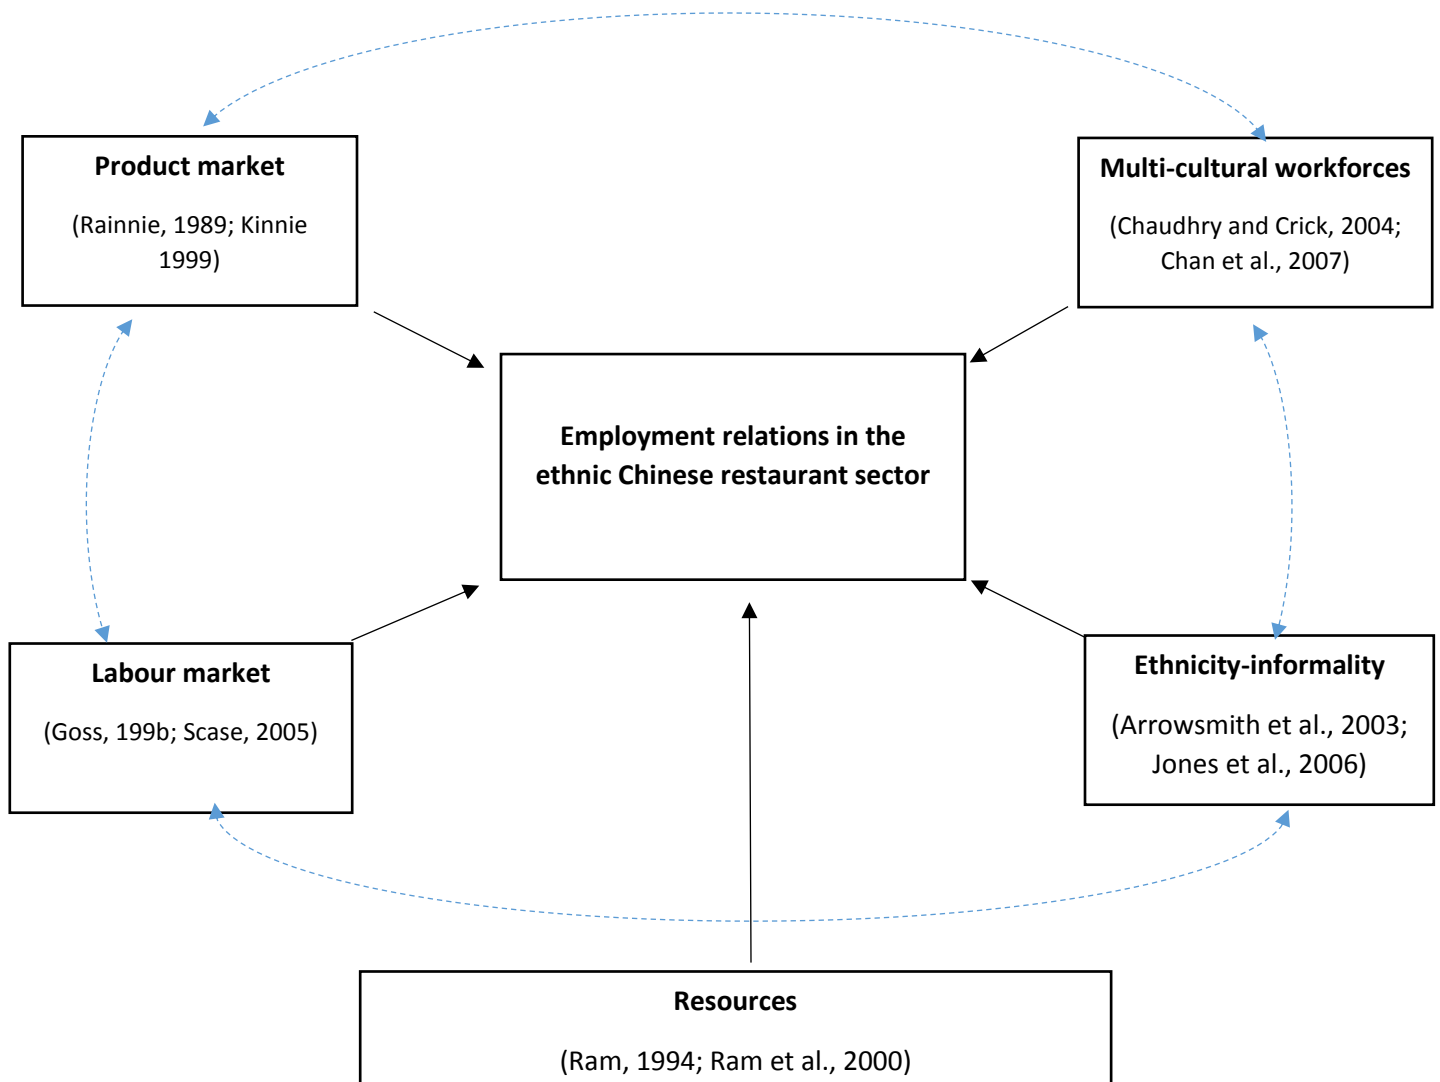 Product market
(Rainnie, 1989; Kinnie
1999)
Multi-cultural workforces
(Chaudhry and Crick, 2004;
Chan et al., 2007)
Employment relations in the
ethnic Chinese restaurant sector
Labour market
(Goss, 199b; Scase, 2005)
Ethnicity-informality
(Arrowsmith et al., 2003;
Jones et al., 2006)
Resources
(Ram, 1994; Ram et al., 2000)